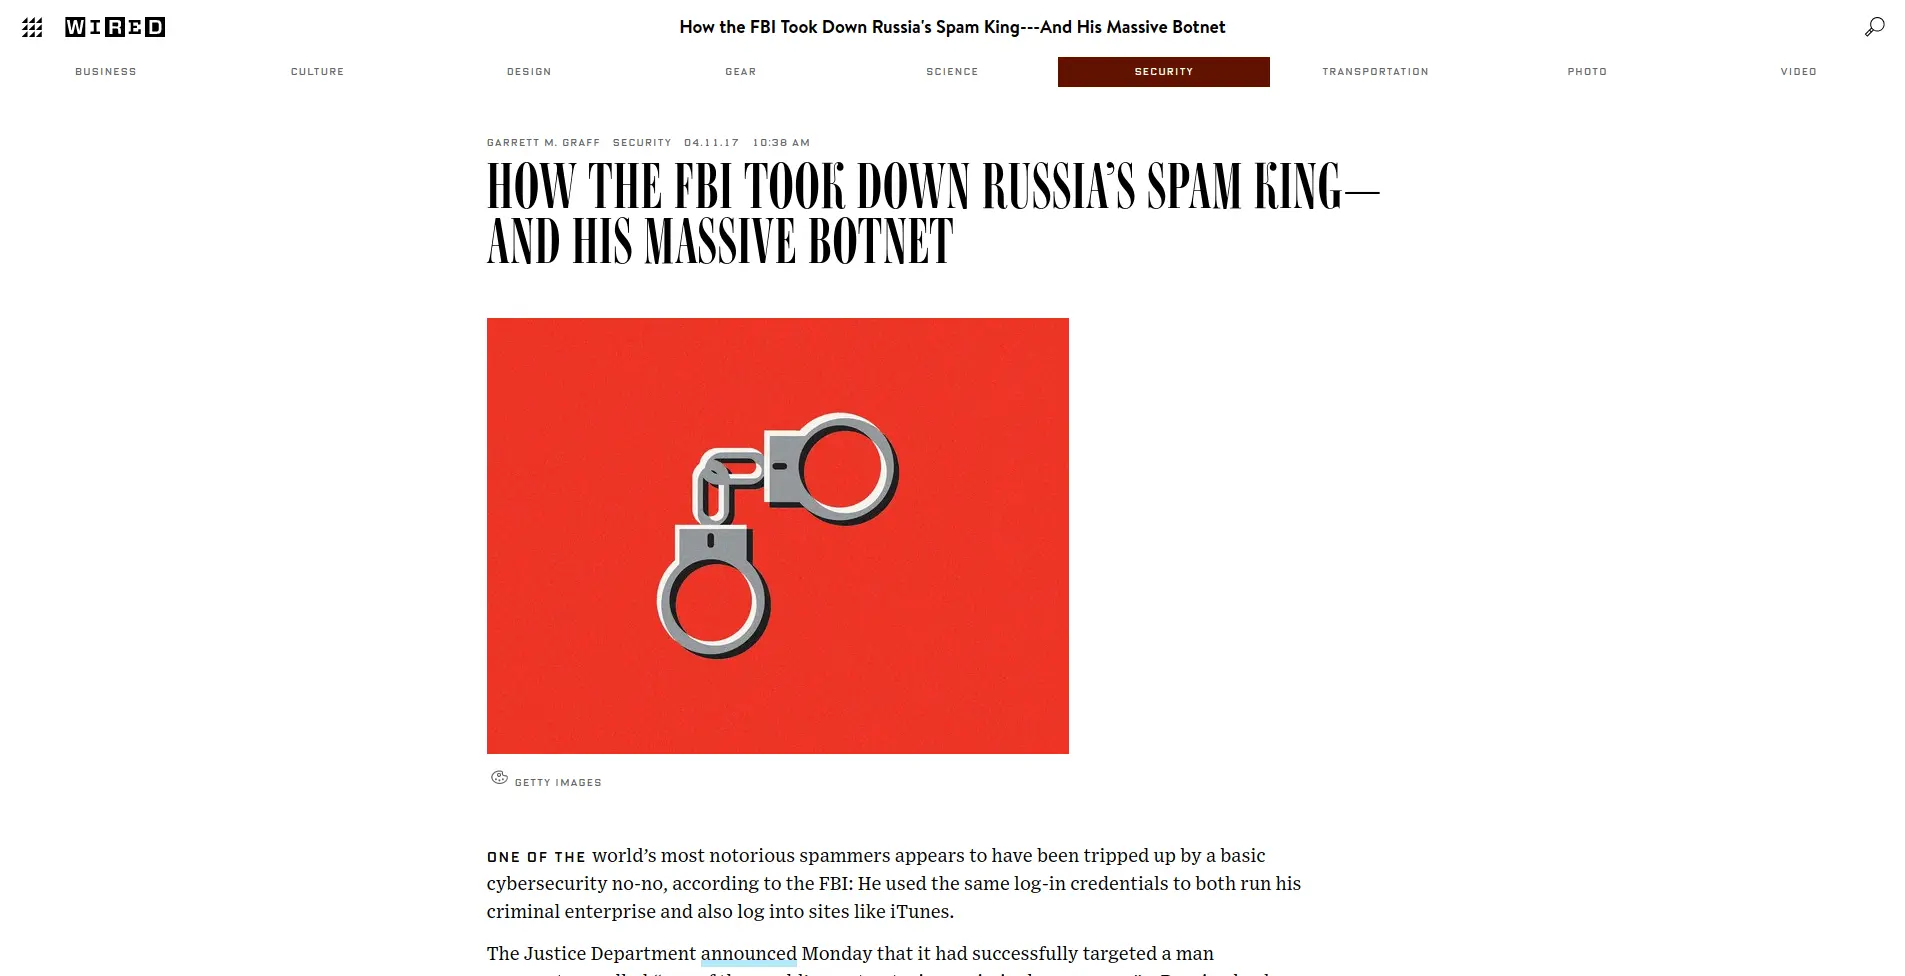 WIRED
How the FBI Took Down Russia's Spam King---And His Massive Botnet
BUSINESS
CULTURE
DESIGN
GEAR
SCIENCE
SECURITY
TRANSPORTATION
PHOTO
VIDEO
GARRETT M. GRAFF SECURITY 04.11.17 10:38 AM
HOW THE FBI TOOK DOWN RUSSIA’S SPAM KING—
AND HIS MASSIVE BOTNET
GETTY IMAGES
ONE OF THE world’s most notorious spammers appears to have been tripped up by a basic
cybersecurity no-no, according to the FBI: He used the same log-in credentials to both run his
criminal enterprise and also log into sites like iTunes.
The Justice Department announced Monday that it had successfully targeted a man